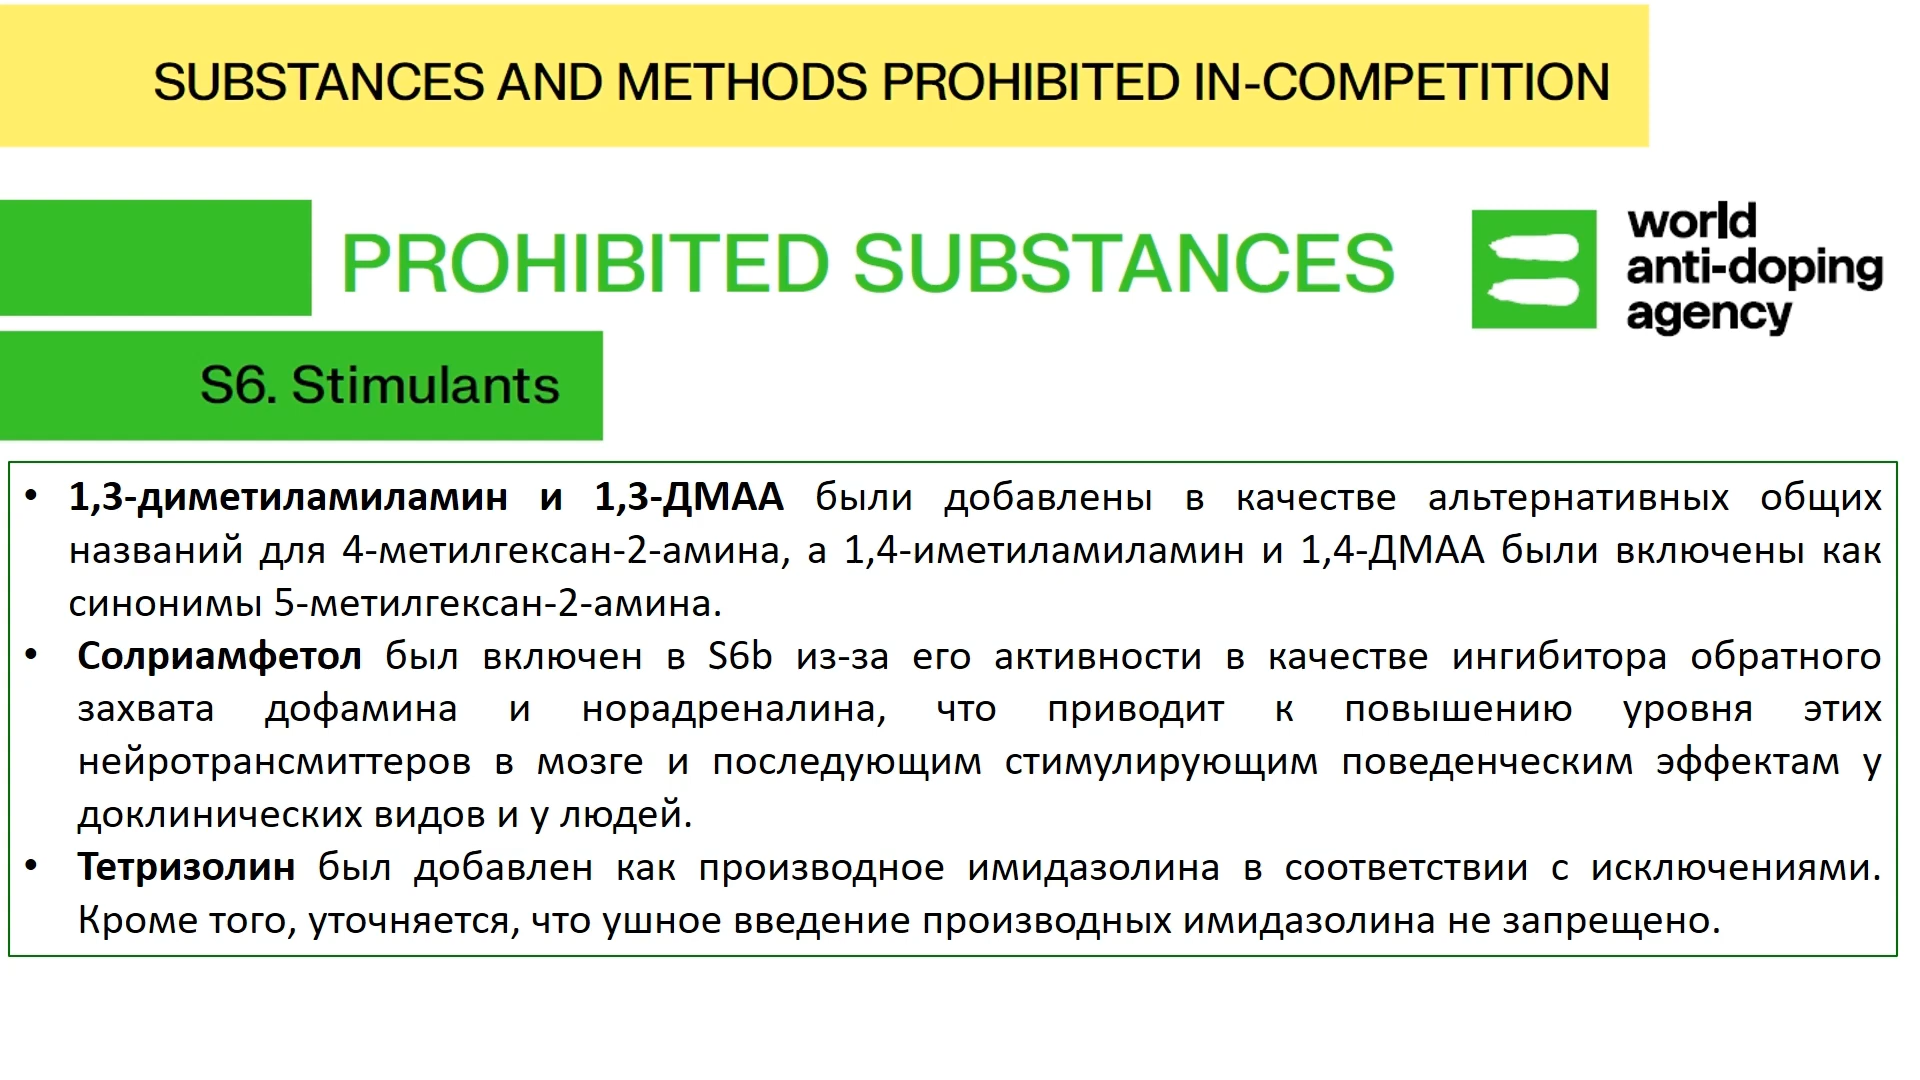 SUBSTANCES AND METHODS PROHIBITED IN-COMPETITION
PROHIBITED SUBSTANCES
world
anti-doping
agency
S6. Stimulants
• 1,3-диметиламиламин и 1,3-ДМАА были добавлены в качестве альтернативных общих
названий для 4-метилгексан-2-амина, а 1,4-иметиламиламин и 1,4-ДМАА были включены как
синонимы 5-метилгексан-2-амина.
• Солриамфетол был включен в S6b из-за его активности в качестве ингибитора обратного
захвата дофамина и норадреналина, что приводит к повышению уровня этих
нейротрансмиттеров в мозге и последующим стимулирующим поведенческим эффектам у
доклинических видов и у людей.
• Тетризолин был добавлен как производное имидазолина в соответствии с исключениями.
Кроме того, уточняется, что ушное введение производных имидазолина не запрещено.